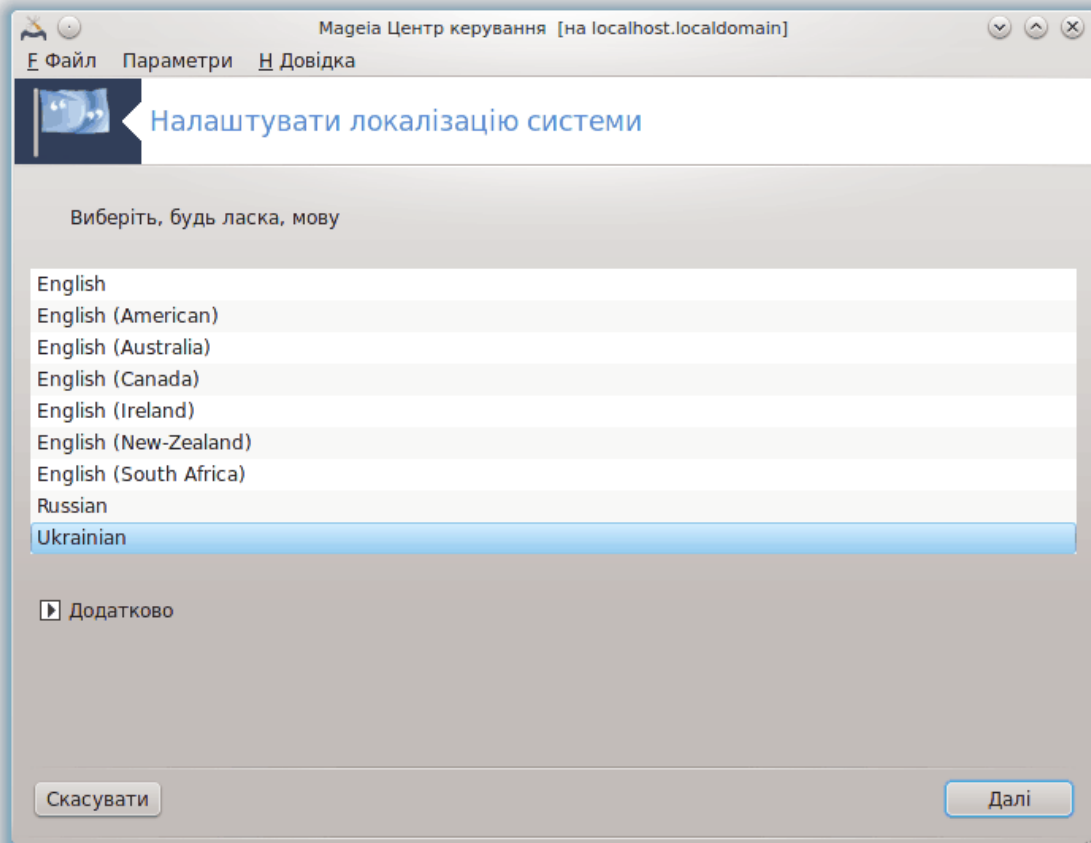 Mageia Центр керування [на localhost.localdomain]
F Файл Параметри H Довідка
Налаштувати локалізацію системи
Виберіть, будь ласка, мову
English
English (American)
English (Australia)
English (Canada)
English (Ireland)
English (New-Zealand)
English (South Africa)
Russian
Ukrainian
Додатково
Скасувати Далі